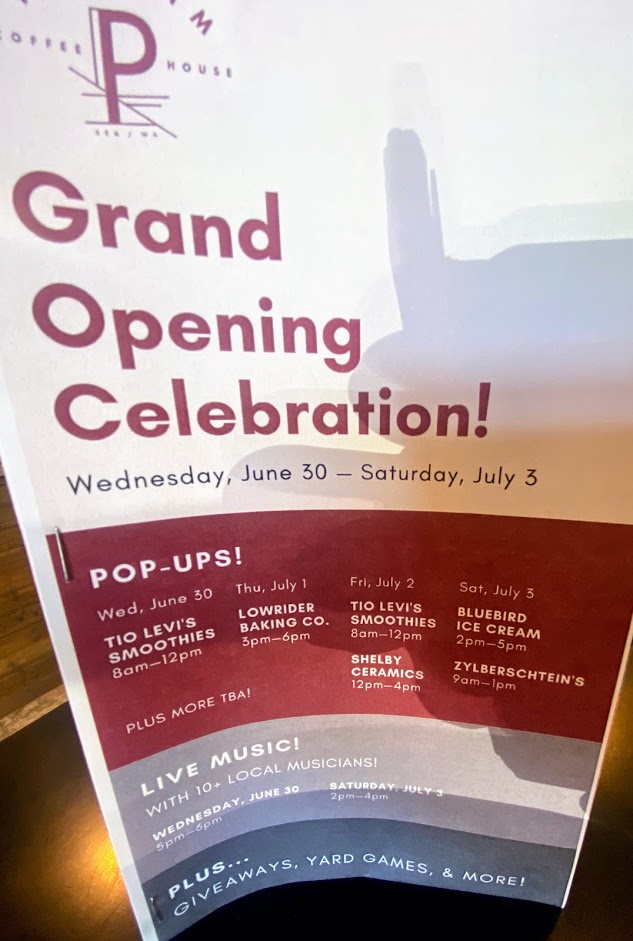 COFFEE
P
HOUSE
SEA / WA
Grand
Opening
Celebration!
Wednesday, June 30 — Saturday, July 3
POP-UPS!
Wed, June 30
TIO LEVI'S
SMOOTHIES
8am—12pm
Thu, July 1
LOWRIDER
BAKING CO.
3pm—6pm
Fri, July 2
TIO LEVI'S
SMOOTHIES
8am—12pm
SHELBY
CERAMICS
12pm—4pm
Sat, July 3
BLUEBIRD
ICE CREAM
2pm—5pm
ZYLBERSCHTEIN'S
9am—1pm
PLUS MORE TBA!
LIVE MUSIC!
WITH 10+ LOCAL MUSICIANS!
WEDNESDAY, JUNE 30
5pm—6pm
SATURDAY, JULY 3
2pm—4pm
PLUS...
GIVEAWAYS, YARD GAMES, & MORE!